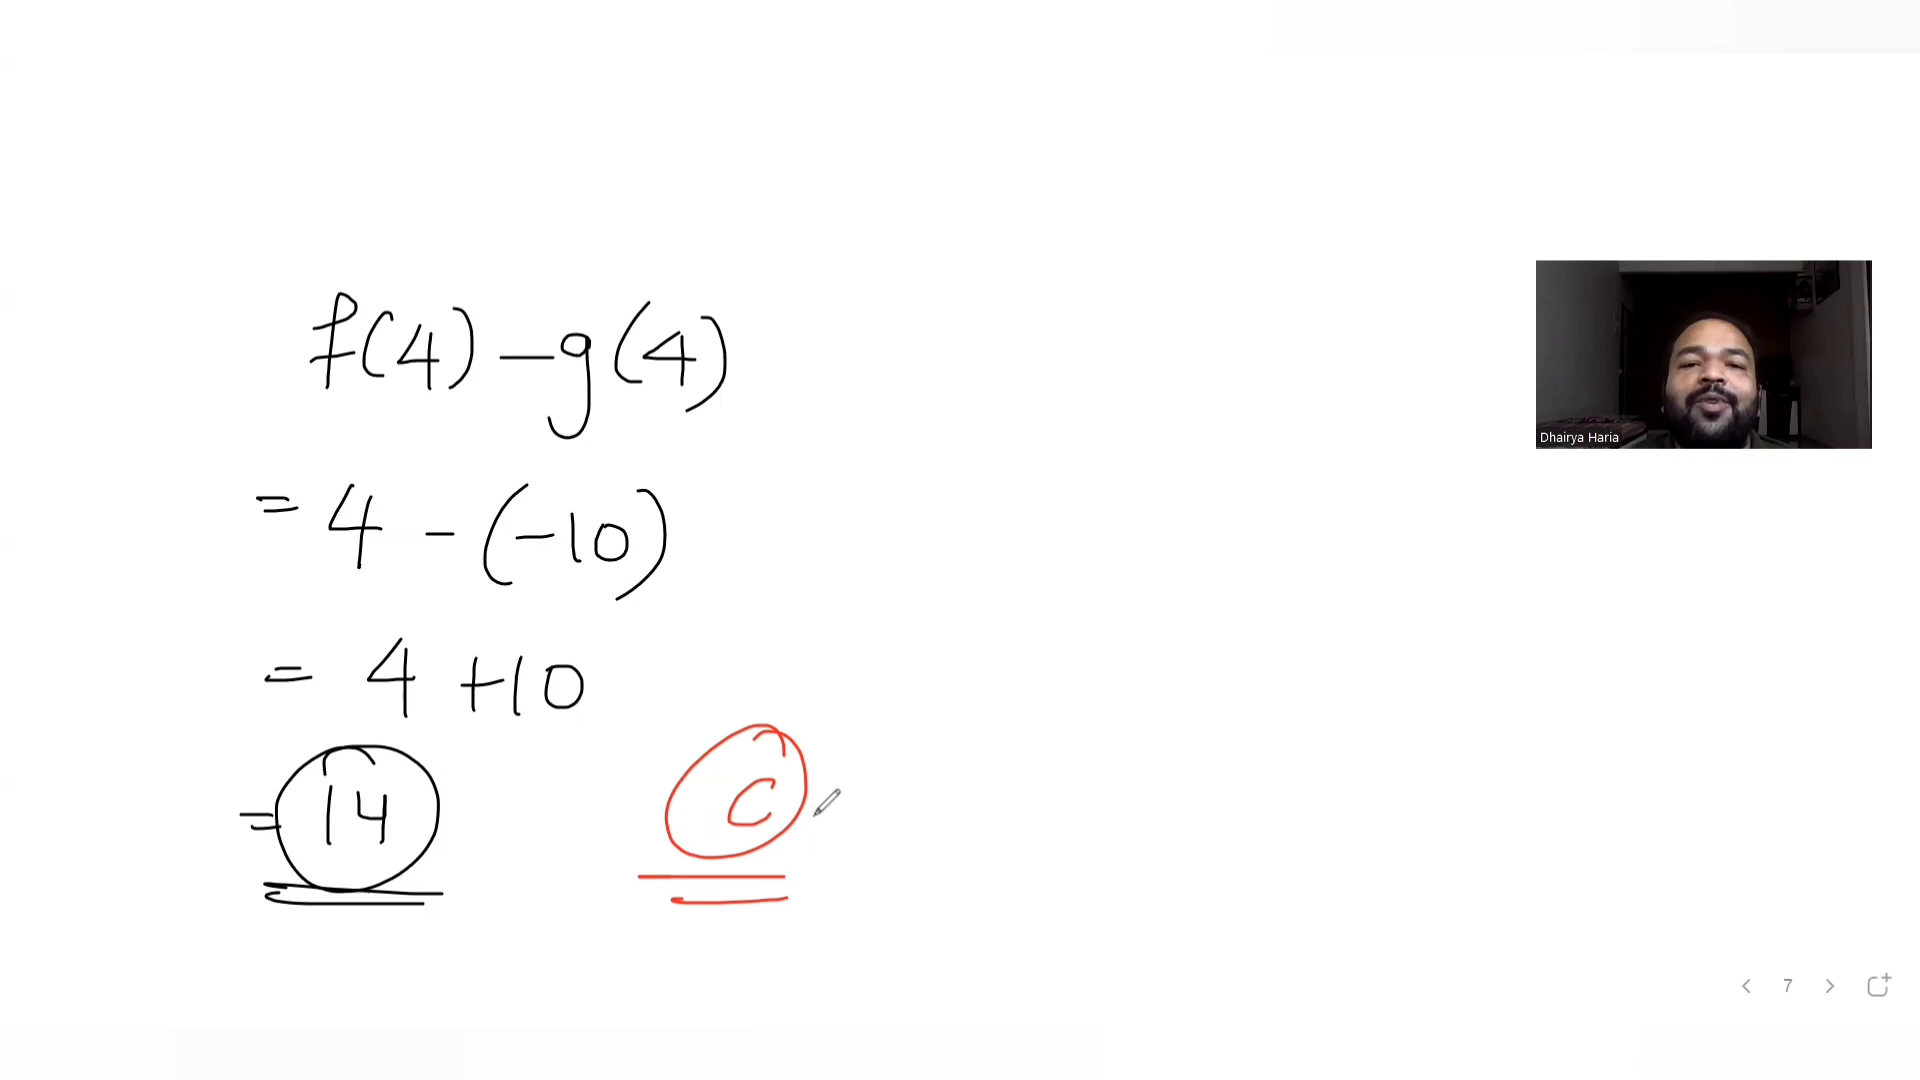 f(4) - g(4)
= 4 - (-10)
= 4 + 10
= 14
C
Dhairya Haria
7